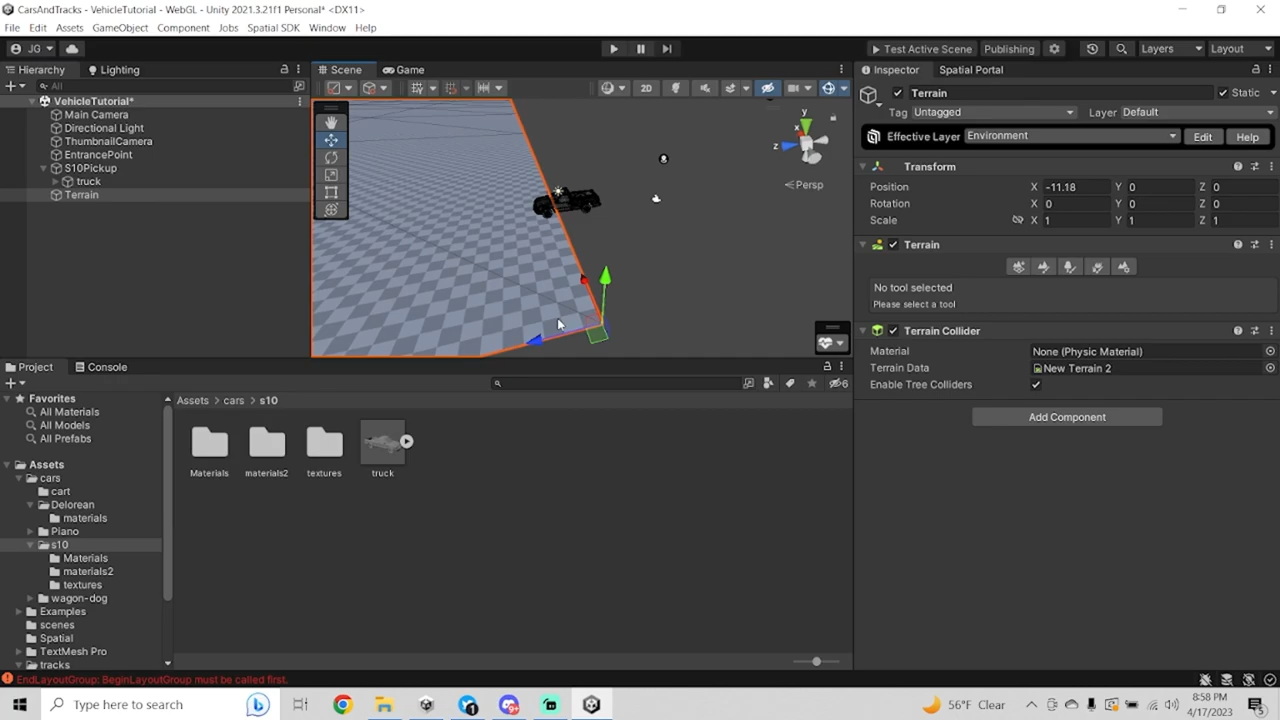 CarsAndTracks - VehicleTutorial - WebGL - Unity 2021.3.21f1 Personal* <DX11>
File Edit Assets GameObject Component Jobs Spatial SDK Window Help
JG Test Active Scene Publishing Layers Layout
Hierarchy Lighting Scene Game Inspector Spatial Portal
All 2D
VehicleTutorial*
Main Camera
Directional Light
ThumbnailCamera
EntrancePoint
S10Pickup
truck
Terrain
y
x
z
Persp
Terrain Static
Tag Untagged Layer Default
Effective Layer Environment Edit Help
Transform
Position X -11.18 Y 0 Z 0
Rotation X 0 Y 0 Z 0
Scale X 1 Y 1 Z 1
Terrain
No tool selected
Please select a tool
Terrain Collider
Material None (Physic Material)
Terrain Data New Terrain 2
Enable Tree Colliders
Add Component
Project Console
6
Favorites
All Materials
All Models
All Prefabs
Assets
cars
cart
Delorean
materials
Piano
s10
Materials
materials2
textures
wagon-dog
Examples
scenes
Spatial
TextMesh Pro
tracks
Assets > cars > s10
Materials materials2 textures truck
EndLayoutGroup: BeginLayoutGroup must be called first.
Type here to search
56°F Clear
8:58 PM
4/17/2023